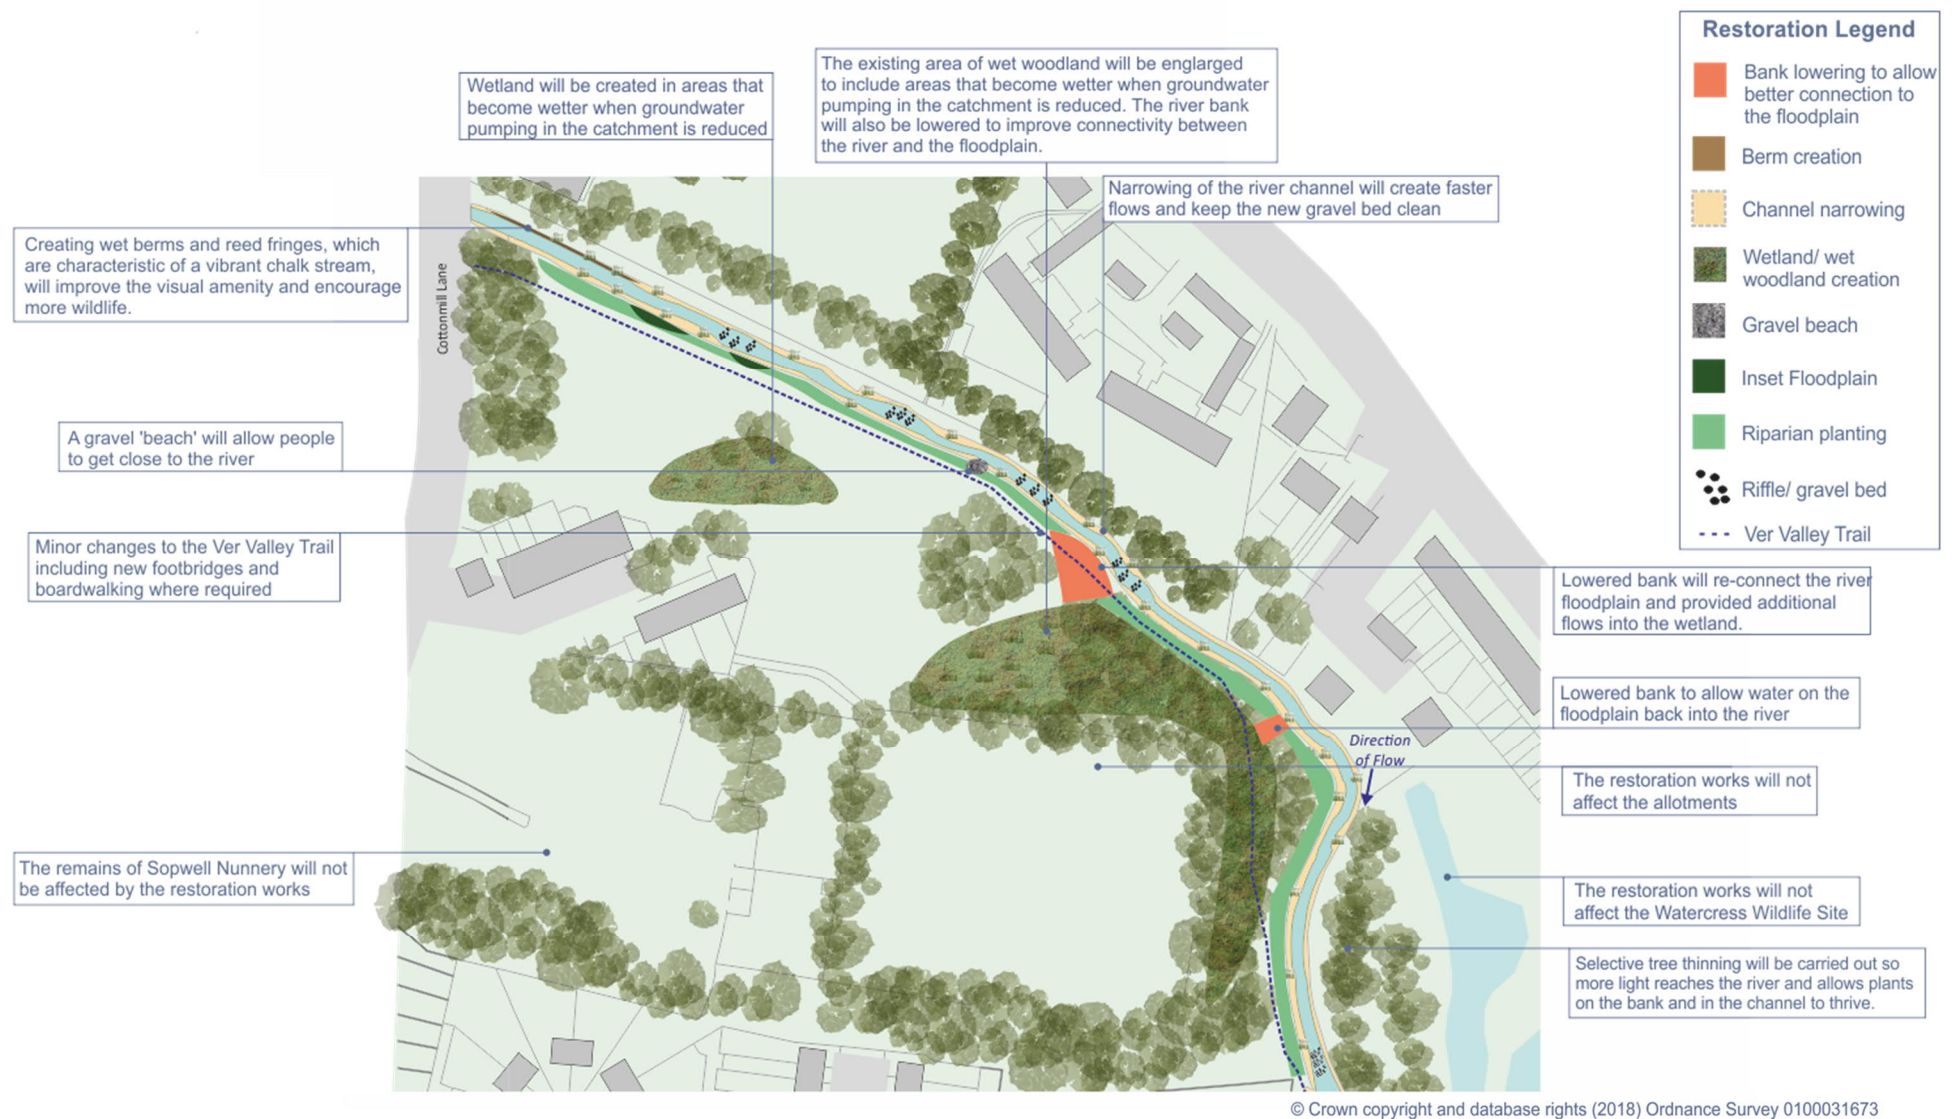 Restoration Legend
Bank lowering to allow
better connection to
the floodplain
Berm creation
Channel narrowing
Wetland/ wet
woodland creation
Gravel beach
Inset Floodplain
Riparian planting
Riffle/ gravel bed
Ver Valley Trail
Wetland will be created in areas that
become wetter when groundwater
pumping in the catchment is reduced
The existing area of wet woodland will be englarged
to include areas that become wetter when groundwater
pumping in the catchment is reduced. The river bank
will also be lowered to improve connectivity between
the river and the floodplain.
Narrowing of the river channel will create faster
flows and keep the new gravel bed clean
Creating wet berms and reed fringes, which
are characteristic of a vibrant chalk stream,
will improve the visual amenity and encourage
more wildlife.
Cottonmill Lane
A gravel 'beach' will allow people
to get close to the river
Minor changes to the Ver Valley Trail
including new footbridges and
boardwalking where required
Lowered bank will re-connect the river
floodplain and provided additional
flows into the wetland.
Lowered bank to allow water on the
floodplain back into the river
Direction
of Flow
The restoration works will not
affect the allotments
The remains of Sopwell Nunnery will not
be affected by the restoration works
The restoration works will not
affect the Watercress Wildlife Site
Selective tree thinning will be carried out so
more light reaches the river and allows plants
on the bank and in the channel to thrive.
© Crown copyright and database rights (2018) Ordnance Survey 0100031673